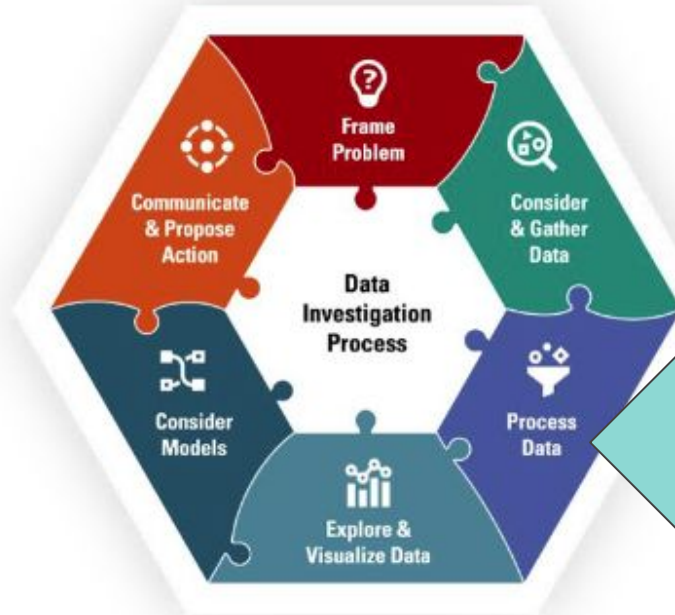 Frame
Problem
Consider
& Gather
Data
Process
Data
Explore &
Visualize Data
Consider
Models
Communicate
& Propose
Action
Data
Investigation
Process